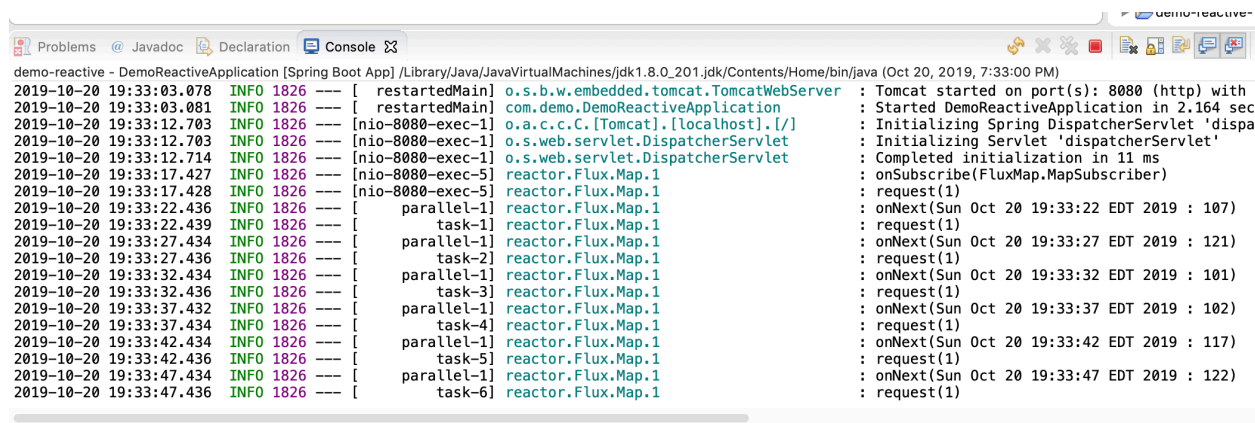 demo-reactive-
Problems @ Javadoc Declaration Console
demo-reactive - DemoReactiveApplication [Spring Boot App] /Library/Java/JavaVirtualMachines/jdk1.8.0_201.jdk/Contents/Home/bin/java (Oct 20, 2019, 7:33:00 PM)
2019-10-20 19:33:03.078 INFO 1826 --- [ restartedMain] o.s.b.w.embedded.tomcat.TomcatWebServer : Tomcat started on port(s): 8080 (http) with
2019-10-20 19:33:03.081 INFO 1826 --- [ restartedMain] com.demo.DemoReactiveApplication : Started DemoReactiveApplication in 2.164 sec
2019-10-20 19:33:12.703 INFO 1826 --- [nio-8080-exec-1] o.a.c.c.C.[Tomcat].[localhost].[/] : Initializing Spring DispatcherServlet 'dispa
2019-10-20 19:33:12.703 INFO 1826 --- [nio-8080-exec-1] o.s.web.servlet.DispatcherServlet : Initializing Servlet 'dispatcherServlet'
2019-10-20 19:33:12.714 INFO 1826 --- [nio-8080-exec-1] o.s.web.servlet.DispatcherServlet : Completed initialization in 11 ms
2019-10-20 19:33:17.427 INFO 1826 --- [nio-8080-exec-5] reactor.Flux.Map.1 : onSubscribe(FluxMap.MapSubscriber)
2019-10-20 19:33:17.428 INFO 1826 --- [nio-8080-exec-5] reactor.Flux.Map.1 : request(1)
2019-10-20 19:33:22.436 INFO 1826 --- [ parallel-1] reactor.Flux.Map.1 : onNext(Sun Oct 20 19:33:22 EDT 2019 : 107)
2019-10-20 19:33:22.439 INFO 1826 --- [ task-1] reactor.Flux.Map.1 : request(1)
2019-10-20 19:33:27.434 INFO 1826 --- [ parallel-1] reactor.Flux.Map.1 : onNext(Sun Oct 20 19:33:27 EDT 2019 : 121)
2019-10-20 19:33:27.436 INFO 1826 --- [ task-2] reactor.Flux.Map.1 : request(1)
2019-10-20 19:33:32.434 INFO 1826 --- [ parallel-1] reactor.Flux.Map.1 : onNext(Sun Oct 20 19:33:32 EDT 2019 : 101)
2019-10-20 19:33:32.436 INFO 1826 --- [ task-3] reactor.Flux.Map.1 : request(1)
2019-10-20 19:33:37.432 INFO 1826 --- [ parallel-1] reactor.Flux.Map.1 : onNext(Sun Oct 20 19:33:37 EDT 2019 : 102)
2019-10-20 19:33:37.434 INFO 1826 --- [ task-4] reactor.Flux.Map.1 : request(1)
2019-10-20 19:33:42.434 INFO 1826 --- [ parallel-1] reactor.Flux.Map.1 : onNext(Sun Oct 20 19:33:42 EDT 2019 : 117)
2019-10-20 19:33:42.436 INFO 1826 --- [ task-5] reactor.Flux.Map.1 : request(1)
2019-10-20 19:33:47.434 INFO 1826 --- [ parallel-1] reactor.Flux.Map.1 : onNext(Sun Oct 20 19:33:47 EDT 2019 : 122)
2019-10-20 19:33:47.436 INFO 1826 --- [ task-6] reactor.Flux.Map.1 : request(1)